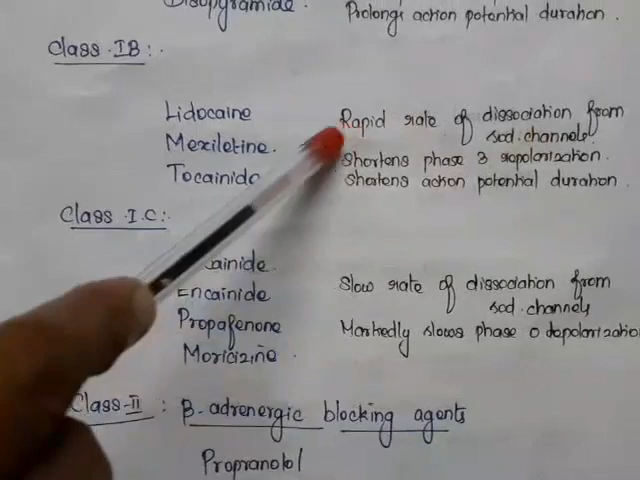 Disopyramide. Prolongs action potential duration.
Class IB:-
Lidocaine Rapid rate of dissociation from
Mexiletine. sod.channels.
Shortens phase 3 repolarization.
Tocainide Shortens action potential duration.
Class I.C:-
cainide.
Encainide Slow rate of dissociation from
sod.channels
Propafenone Markedly slows phase 0 depolarization
Moricizine.
Class-II : β-adrenergic blocking agents
Propranolol